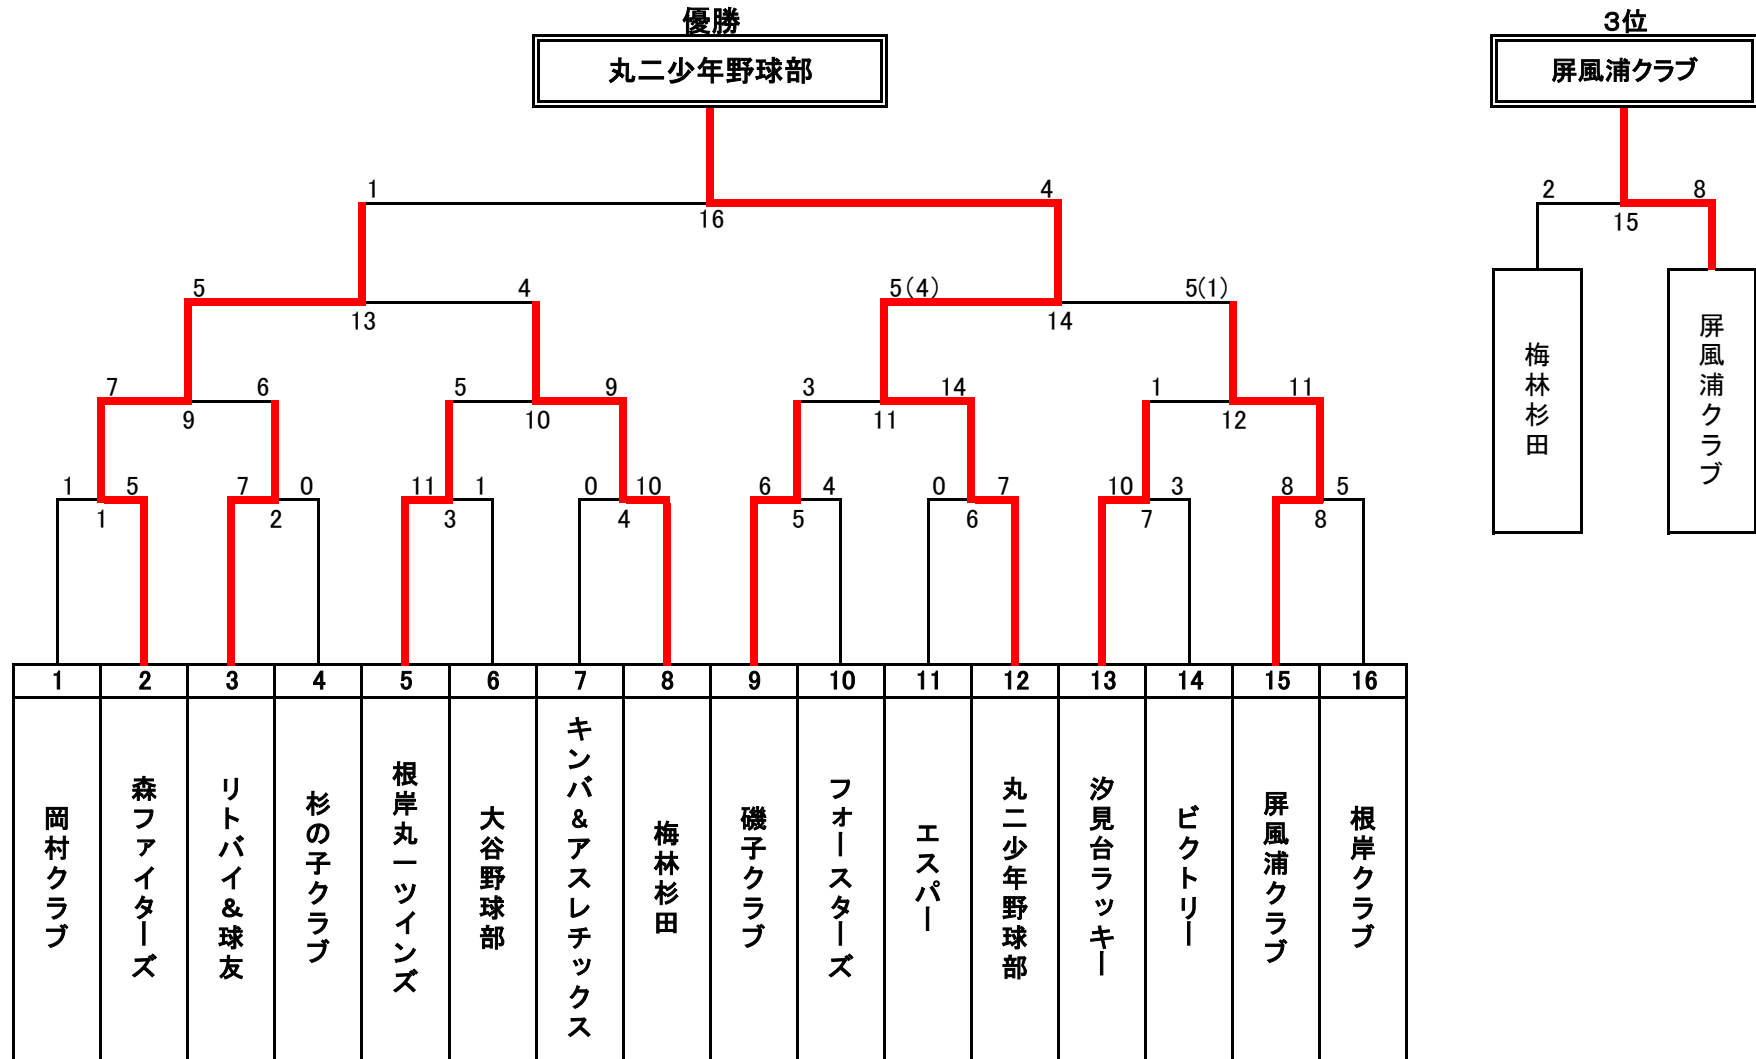 優勝
3位
丸二少年野球部
屏風浦クラブ
1
4
2
8
16
15
5
4
5(4)
5(1)
13
14
梅林杉田
屏風浦クラブ
7
6
5
9
3
14
1
11
9
10
11
12
1
5
7
0
11
1
0
10
6
4
0
7
10
3
8
5
1
2
3
4
5
6
7
8
1
2
3
4
5
6
7
8
9
10
11
12
13
14
15
16
岡村クラブ
森ファイターズ
リトバイ&球友
杉の子クラブ
根岸丸一ツインズ
大谷野球部
キンバ&アスレチックス
梅林杉田
磯子クラブ
フォースターズ
エスパー
丸二少年野球部
汐見台ラッキー
ビクトリー
屏風浦クラブ
根岸クラブ